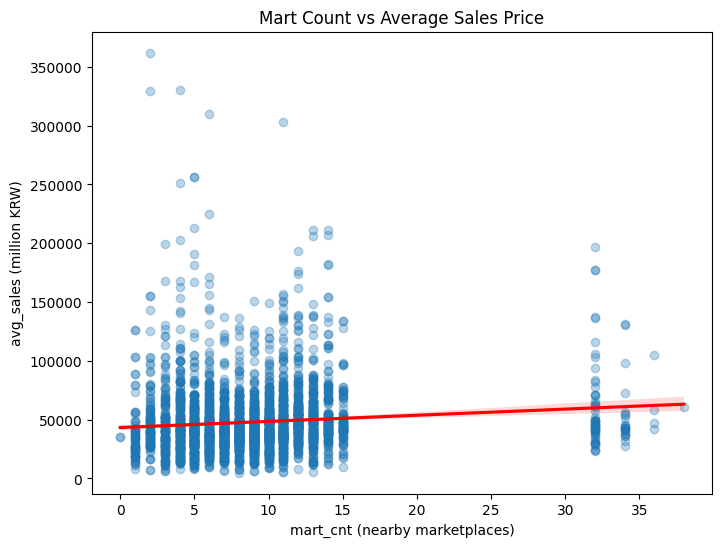 Mart Count vs Average Sales Price
avg_sales (million KRW)
350000
300000
250000
200000
150000
100000
50000
0
0 5 10 15 20 25 30 35
mart_cnt (nearby marketplaces)